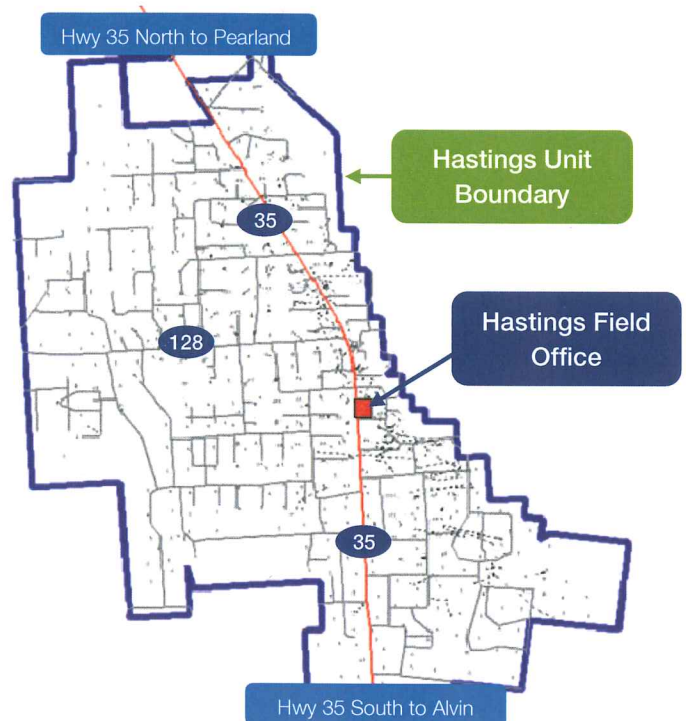 Hwy 35 North to Pearland
Hastings Unit
Boundary
35
Hastings Field
Office
128
35
Hwy 35 South to Alvin